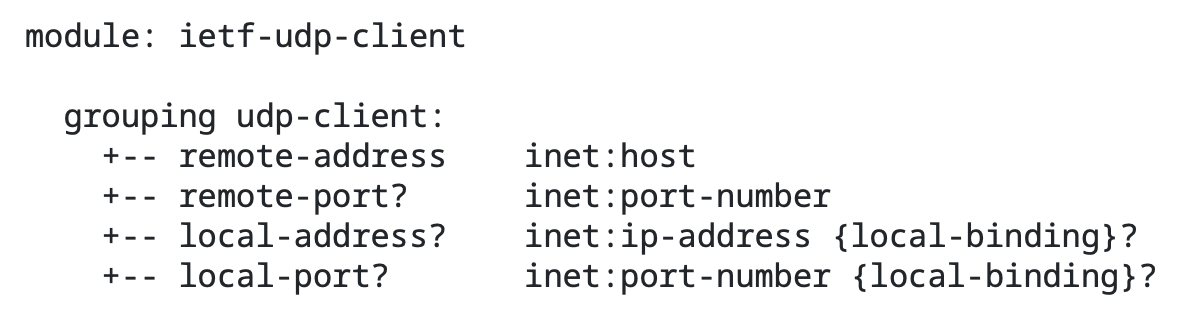 module: ietf-udp-client
grouping udp-client:
+-- remote-address    inet:host
+-- remote-port?      inet:port-number
+-- local-address?    inet:ip-address {local-binding}?
+-- local-port?       inet:port-number {local-binding}?